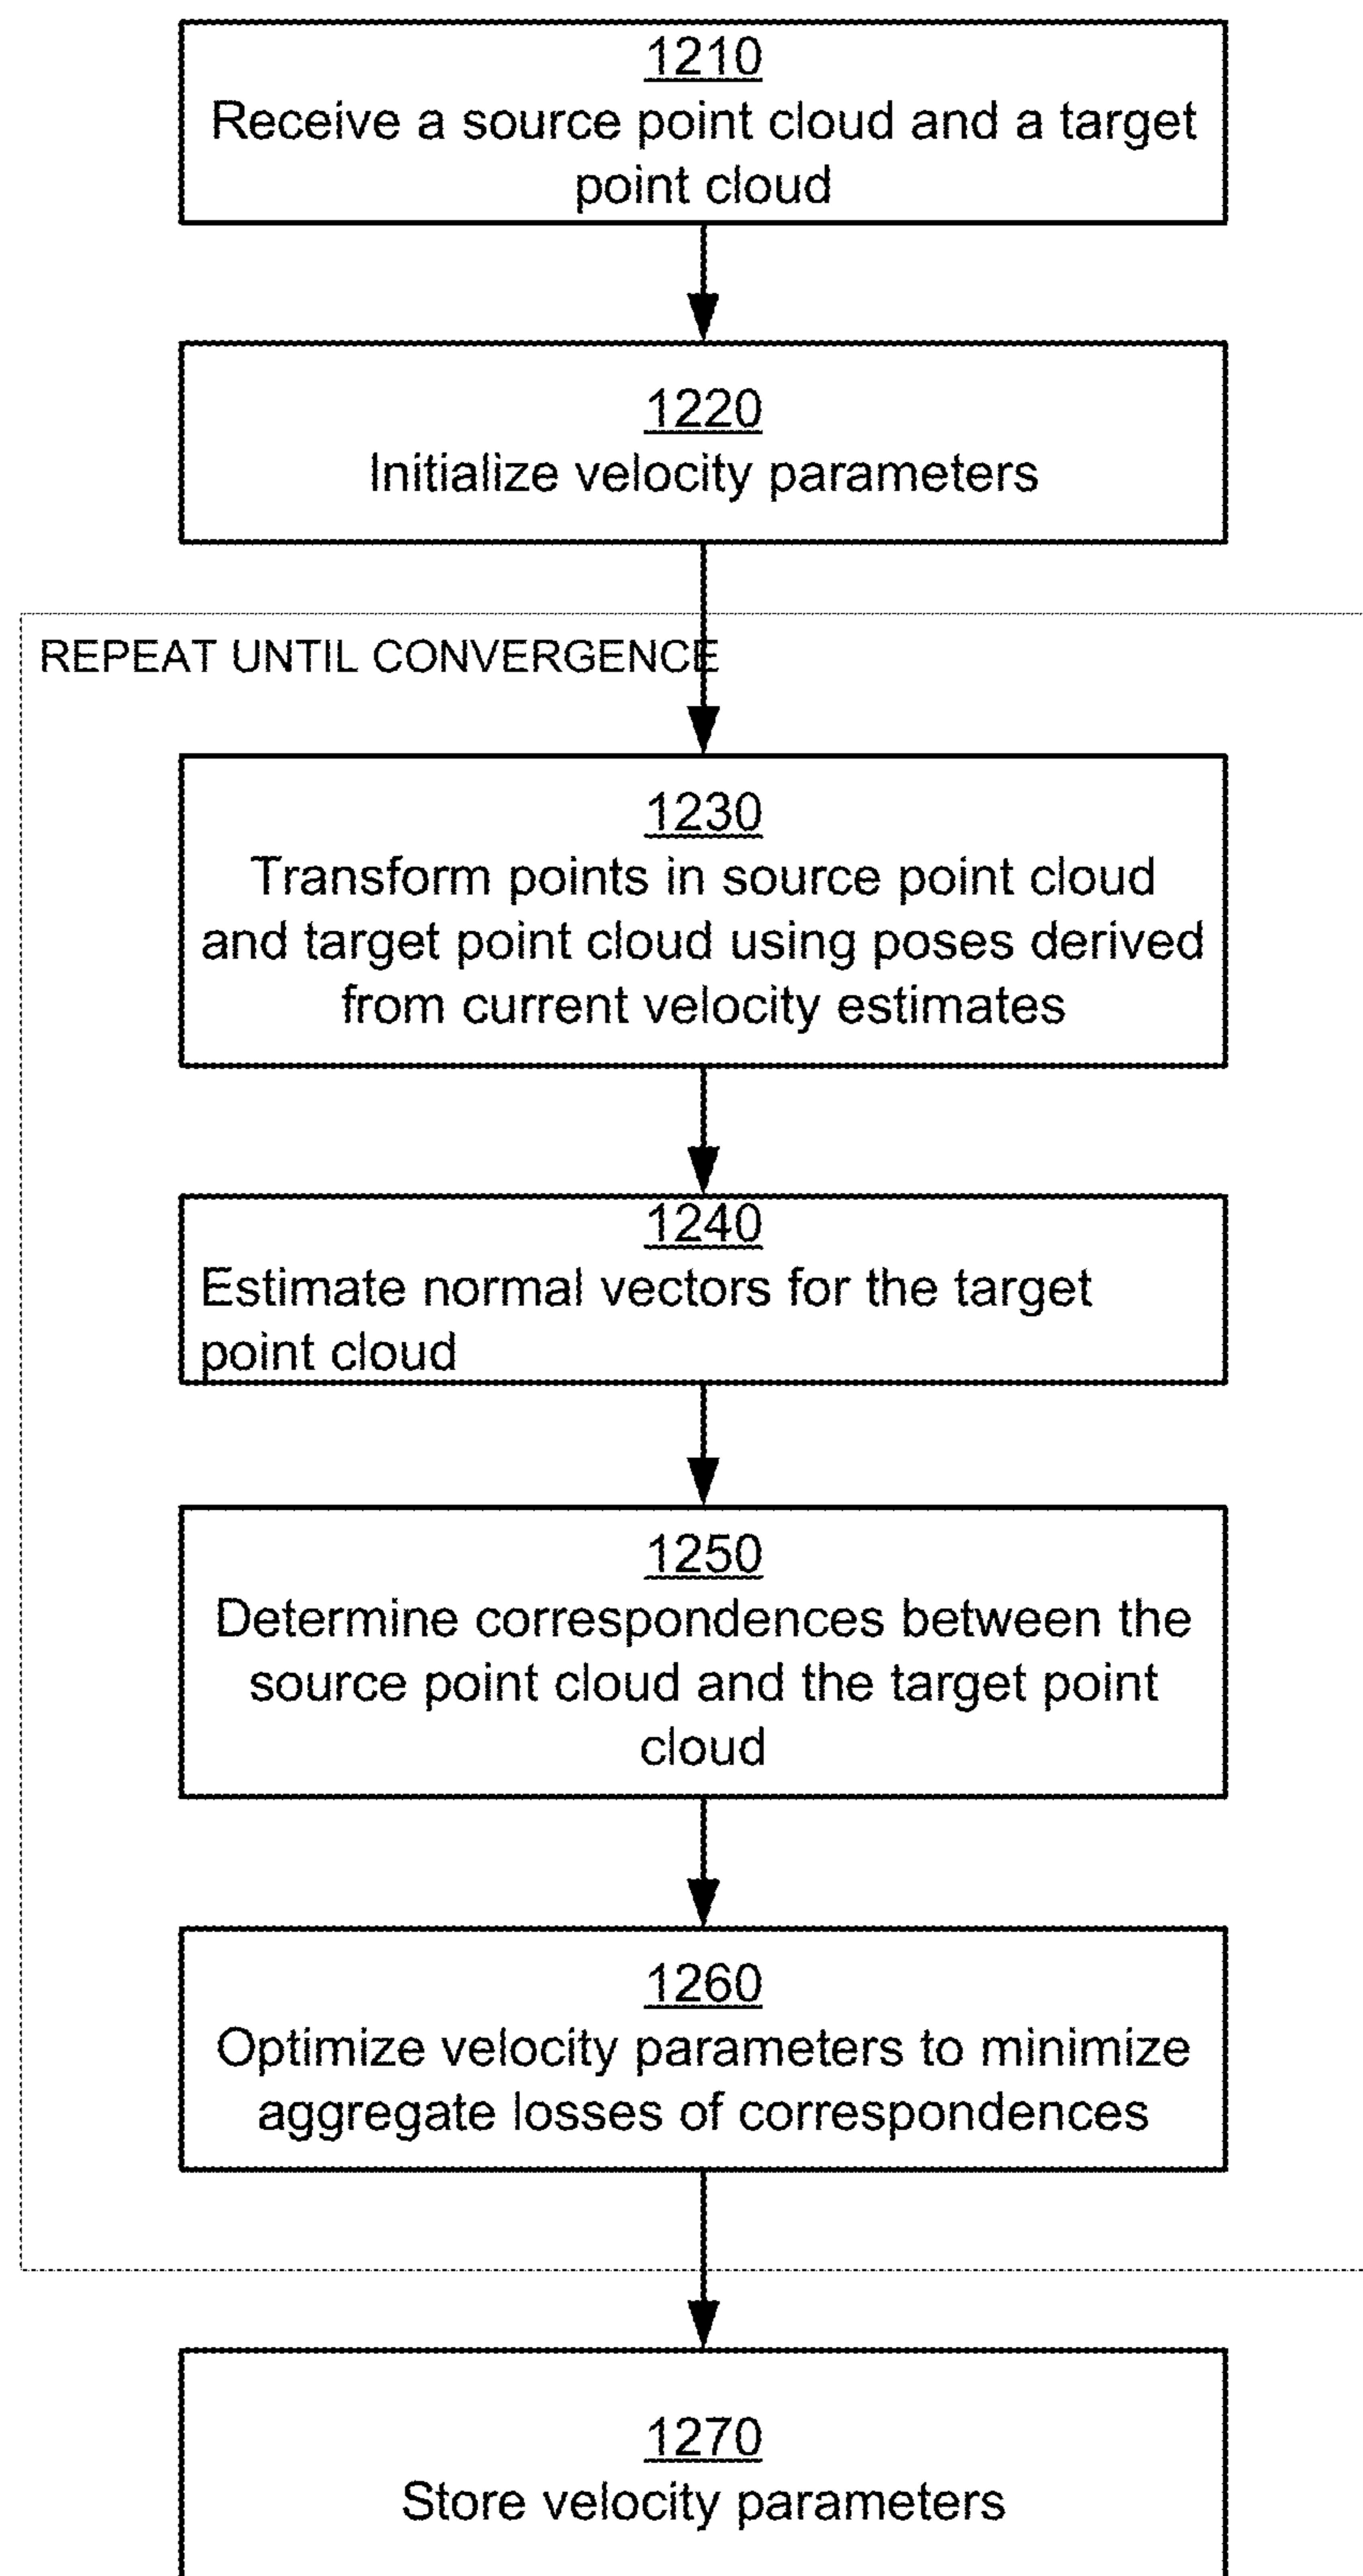 1210
Receive a source point cloud and a target
point cloud
1220
Initialize velocity parameters
REPEAT UNTIL CONVERGENCE
1230
Transform points in source point cloud
and target point cloud using poses derived
from current velocity estimates
1240
Estimate normal vectors for the target
point cloud
1250
Determine correspondences between the
source point cloud and the target point
cloud
1260
Optimize velocity parameters to minimize
aggregate losses of correspondences
1270
Store velocity parameters